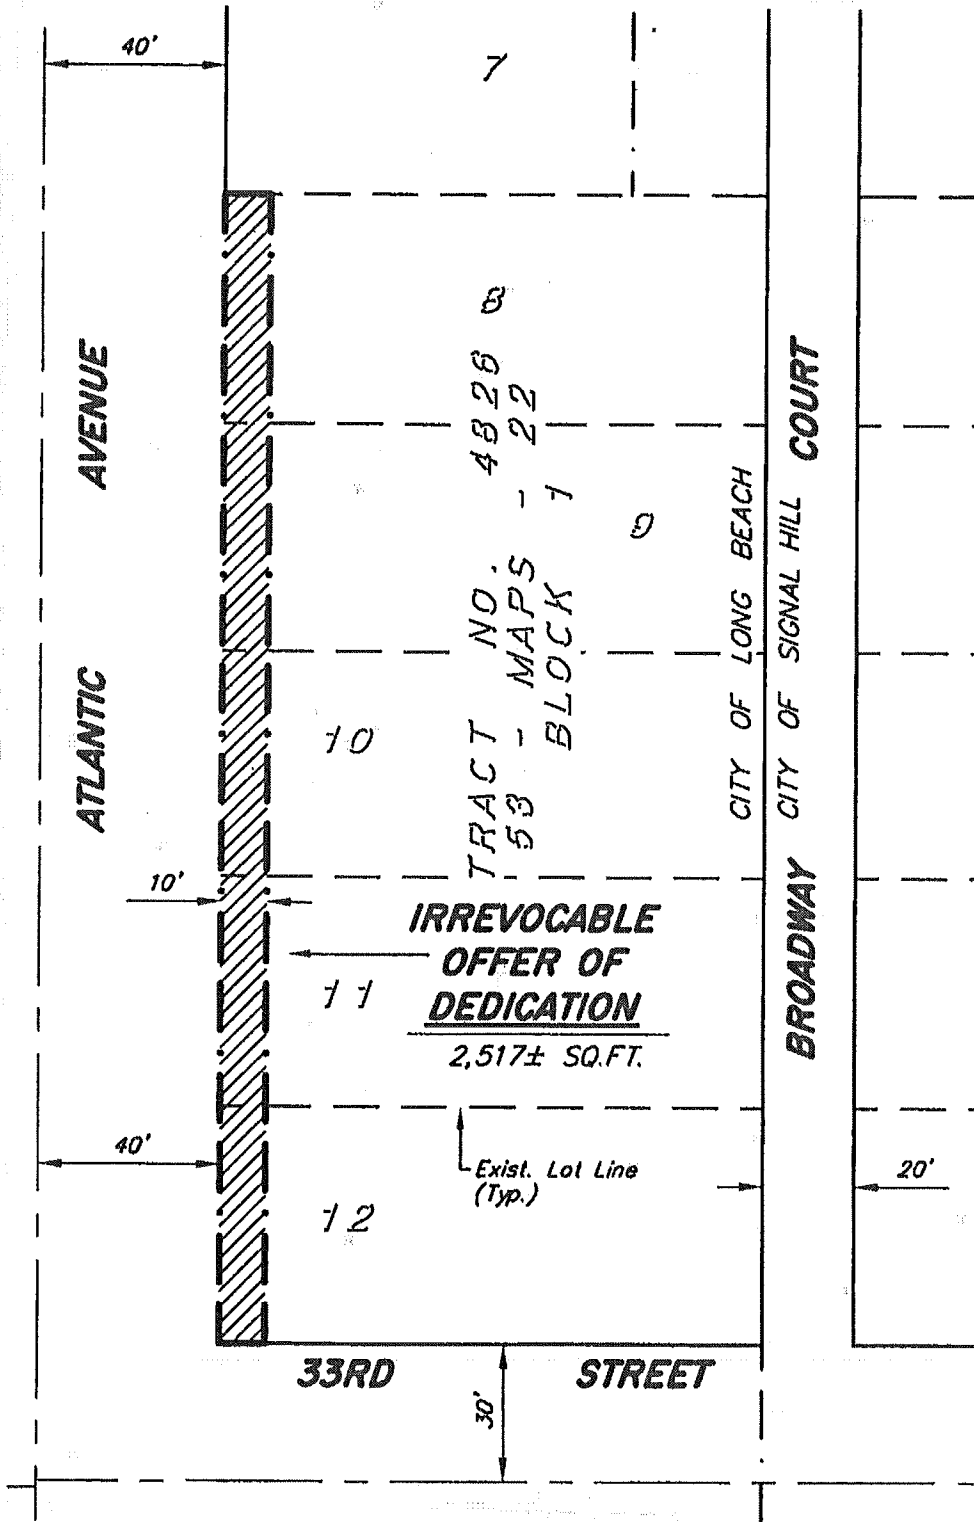 40'
7
8
9
ATLANTIC AVENUE
TRACT NO. 4826
53 - MAPS - 22
BLOCK 1
CITY OF LONG BEACH
CITY OF SIGNAL HILL
BROADWAY COURT
10
10'
IRREVOCABLE
OFFER OF
DEDICATION
2,517± SQ.FT.
11
40'
Exist. Lot Line
(Typ.)
20'
12
33RD STREET
30'